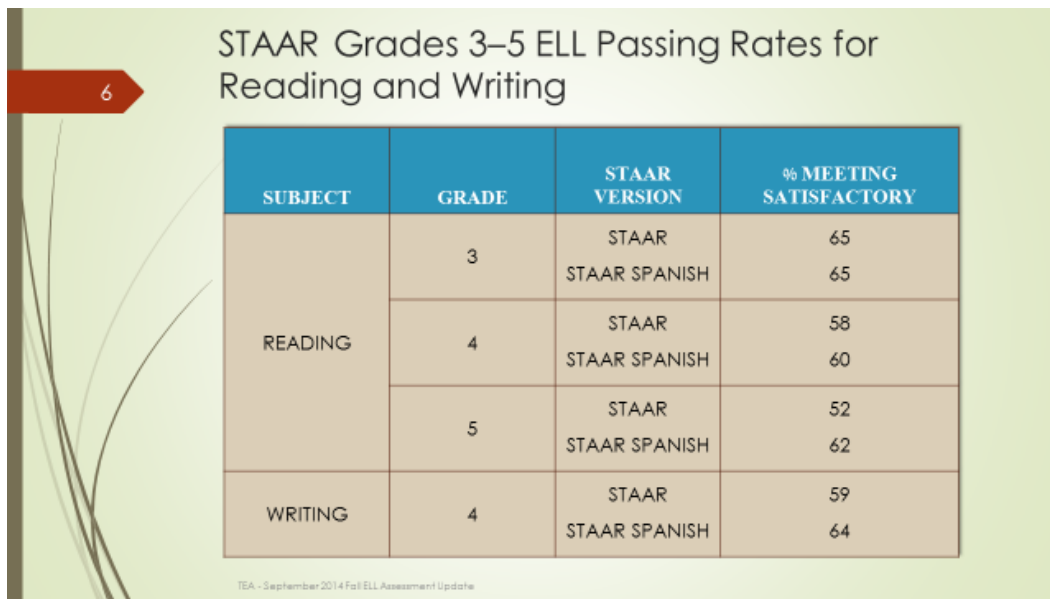 STAAR Grades 3–5 ELL Passing Rates for
Reading and Writing
6
SUBJECT GRADE STAAR VERSION % MEETING SATISFACTORY
READING
3
STAAR 65
STAAR SPANISH 65
4
STAAR 58
STAAR SPANISH 60
5
STAAR 52
STAAR SPANISH 62
WRITING
4
STAAR 59
STAAR SPANISH 64
TEA - September 2014 Fall ELL Assessment Update